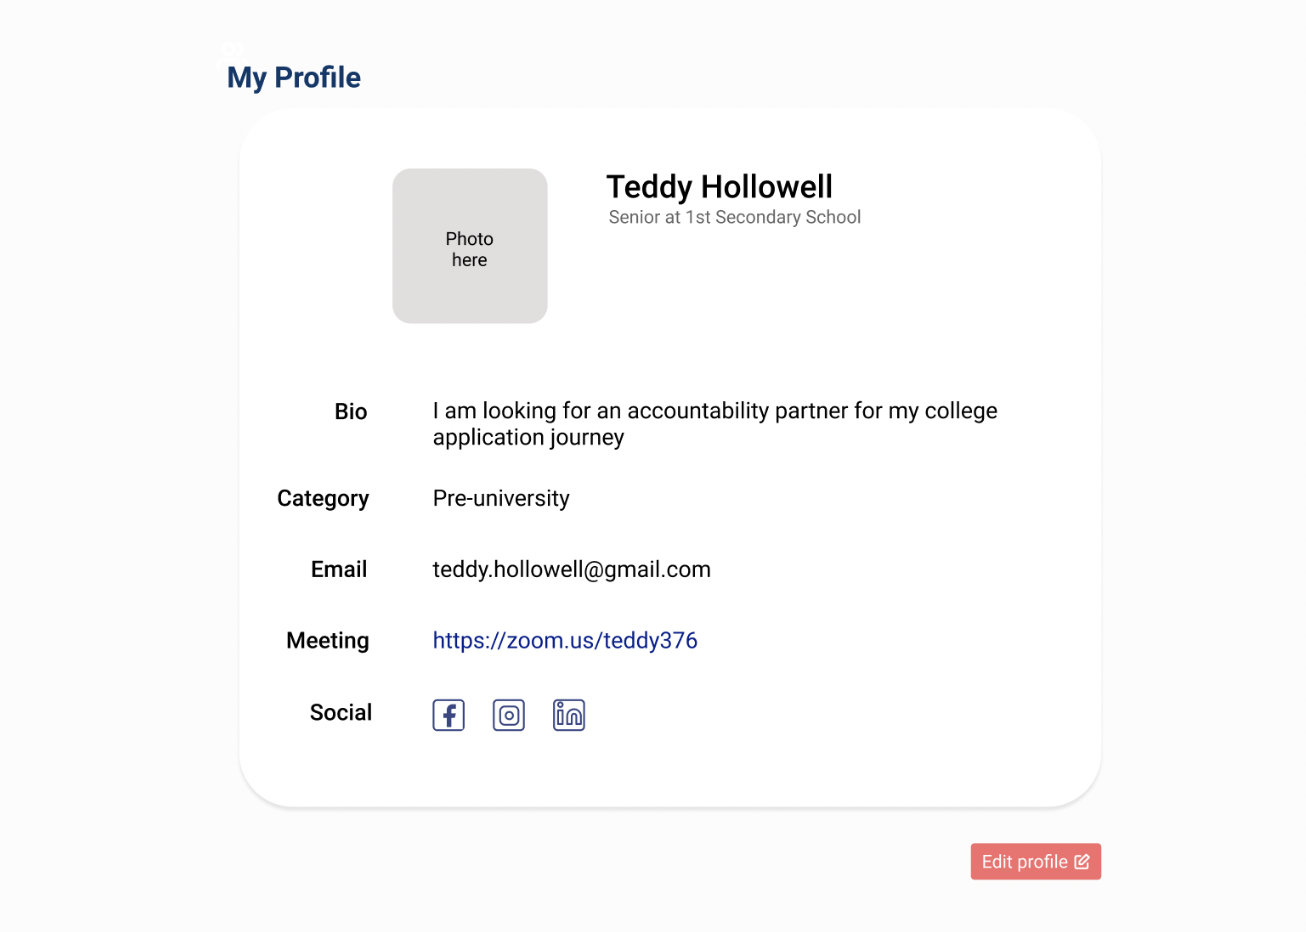 My Profile
Teddy Hollowell
Senior at 1st Secondary School
Photo
here
Bio
I am looking for an accountability partner for my college
application journey
Category
Pre-university
Email
teddy.hollowell@gmail.com
Meeting
https://zoom.us/teddy376
Social
Edit profile